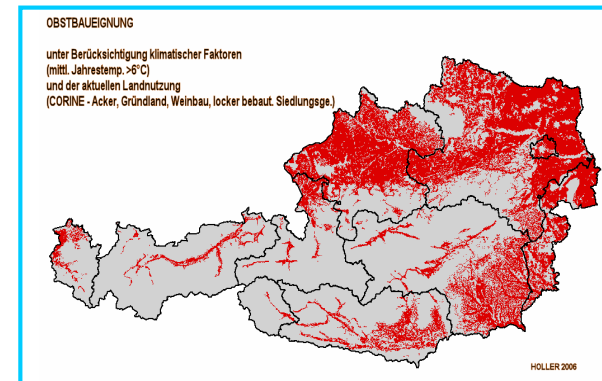 OBSTBAUEIGNUNG
unter Berücksichtigung klimatischer Faktoren
(mittl. Jahrestemp. >6°C)
und der aktuellen Landnutzung
(CORINE - Acker, Gründland, Weinbau, locker bebaut. Siedlungsge.)
HOLLER 2006